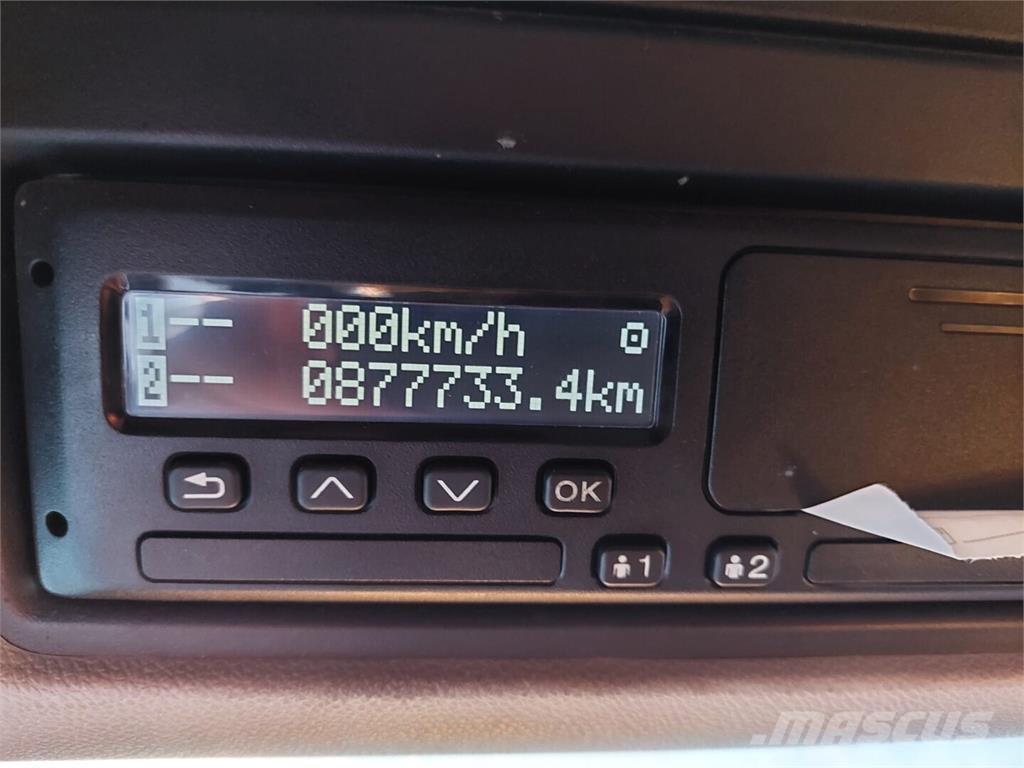 1-- 000km/h
2-- 0877733.4km
OK
1 2
MASCUS